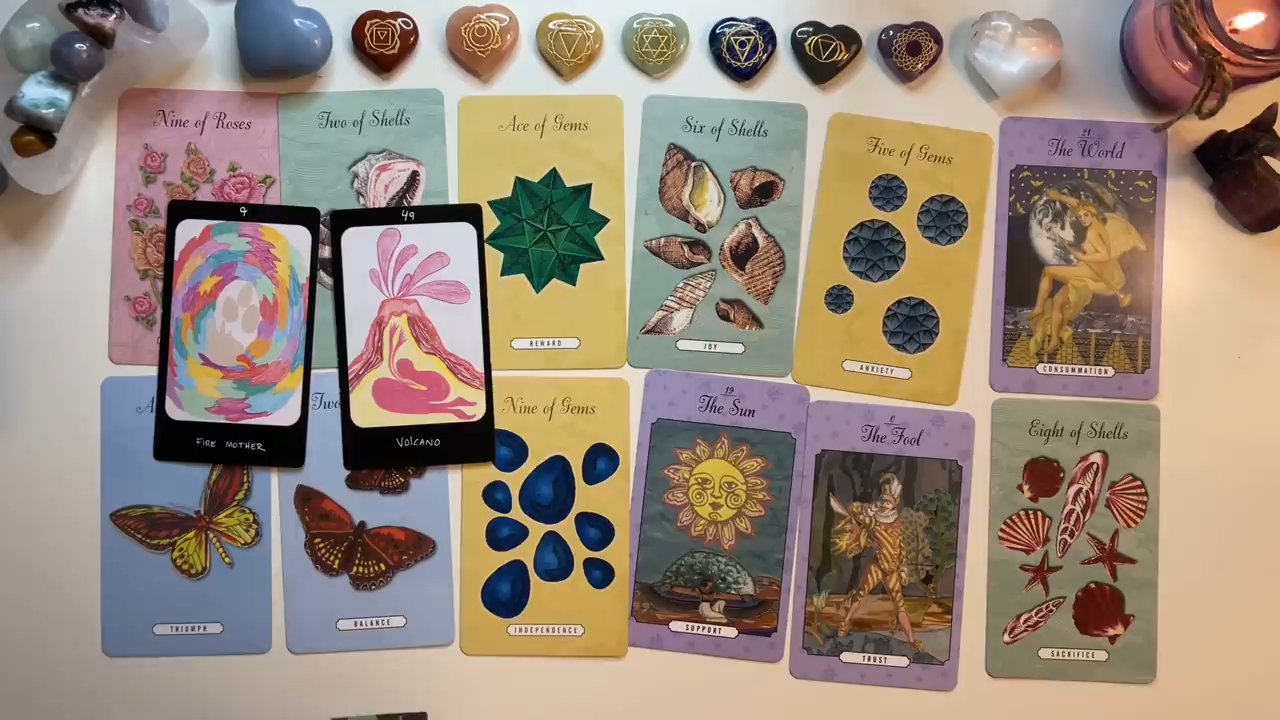 Nine of Roses
Two of Shells
Ace of Gems
REWARD
Six of Shells
JOY
Five of Gems
ANXIETY
21
The World
CONSUMMATION
9
FIRE MOTHER
49
VOLCANO
A
TRIUMPH
Two
BALANCE
Nine of Gems
INDEPENDENCE
19
The Sun
SUPPORT
0
The Fool
TRUST
Eight of Shells
SACRIFICE